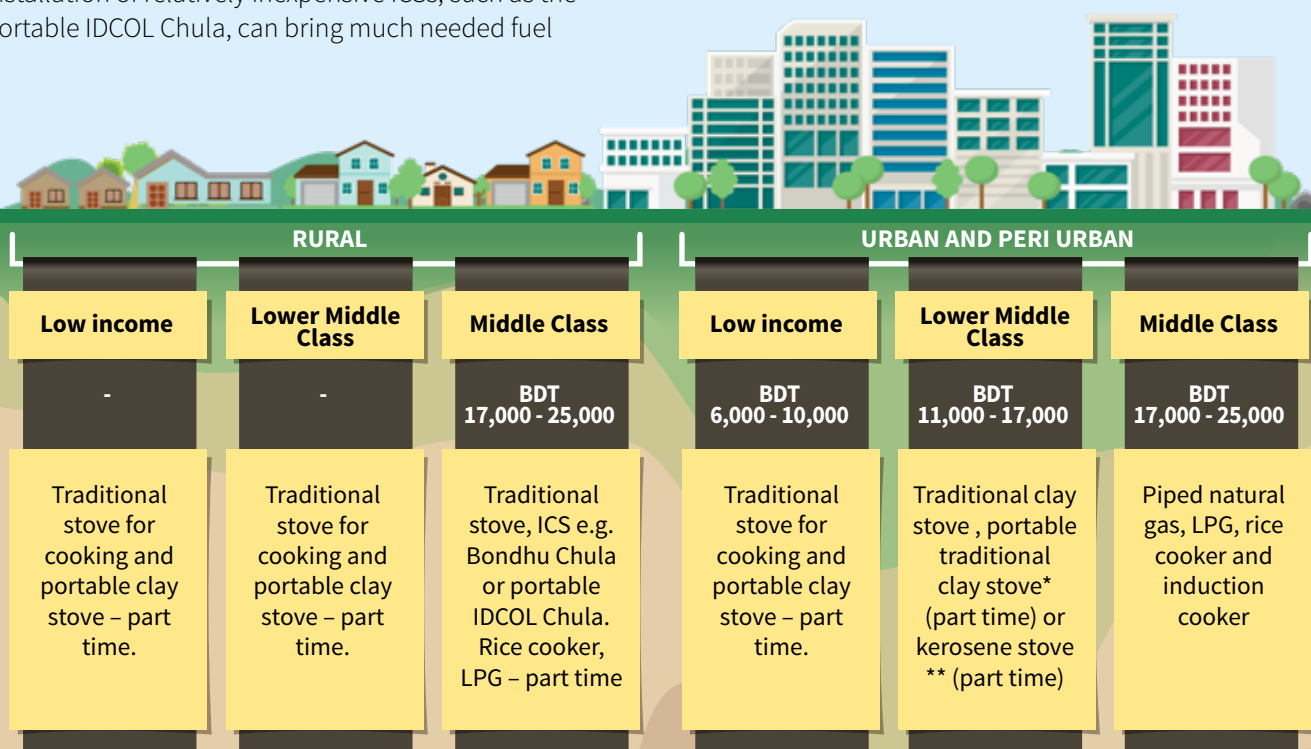 ortable IDCOL Chula, can bring much needed fuel
RURAL
Low income
-
Traditional
stove for
cooking and
portable clay
stove – part
time.
Lower Middle
Class
-
Traditional
stove for
cooking and
portable clay
stove – part
time.
Middle Class
BDT
17,000 - 25,000
Traditional
stove, ICS e.g.
Bondhu Chula
or portable
IDCOL Chula.
Rice cooker,
LPG – part time
URBAN AND PERI URBAN
Low income
BDT
6,000 - 10,000
Traditional
stove for
cooking and
portable clay
stove – part
time.
Lower Middle
Class
BDT
11,000 - 17,000
Traditional clay
stove , portable
traditional
clay stove*
(part time) or
kerosene stove
** (part time)
Middle Class
BDT
17,000 - 25,000
Piped natural
gas, LPG, rice
cooker and
induction
cooker